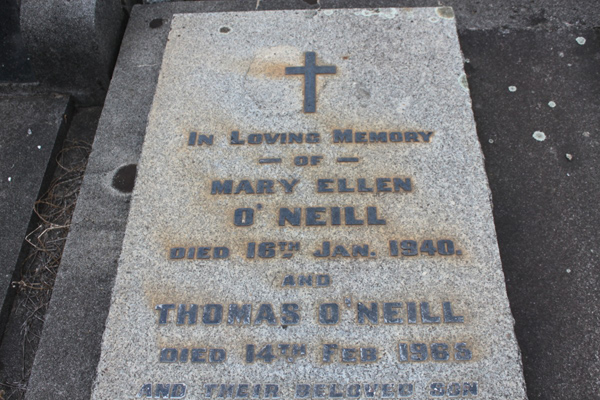 IN LOVING MEMORY
— OF —
MARY ELLEN
O'NEILL
DIED 16TH JAN. 1940.
AND
THOMAS O'NEILL
DIED 14TH FEB
AND THEIR BELOVED SON